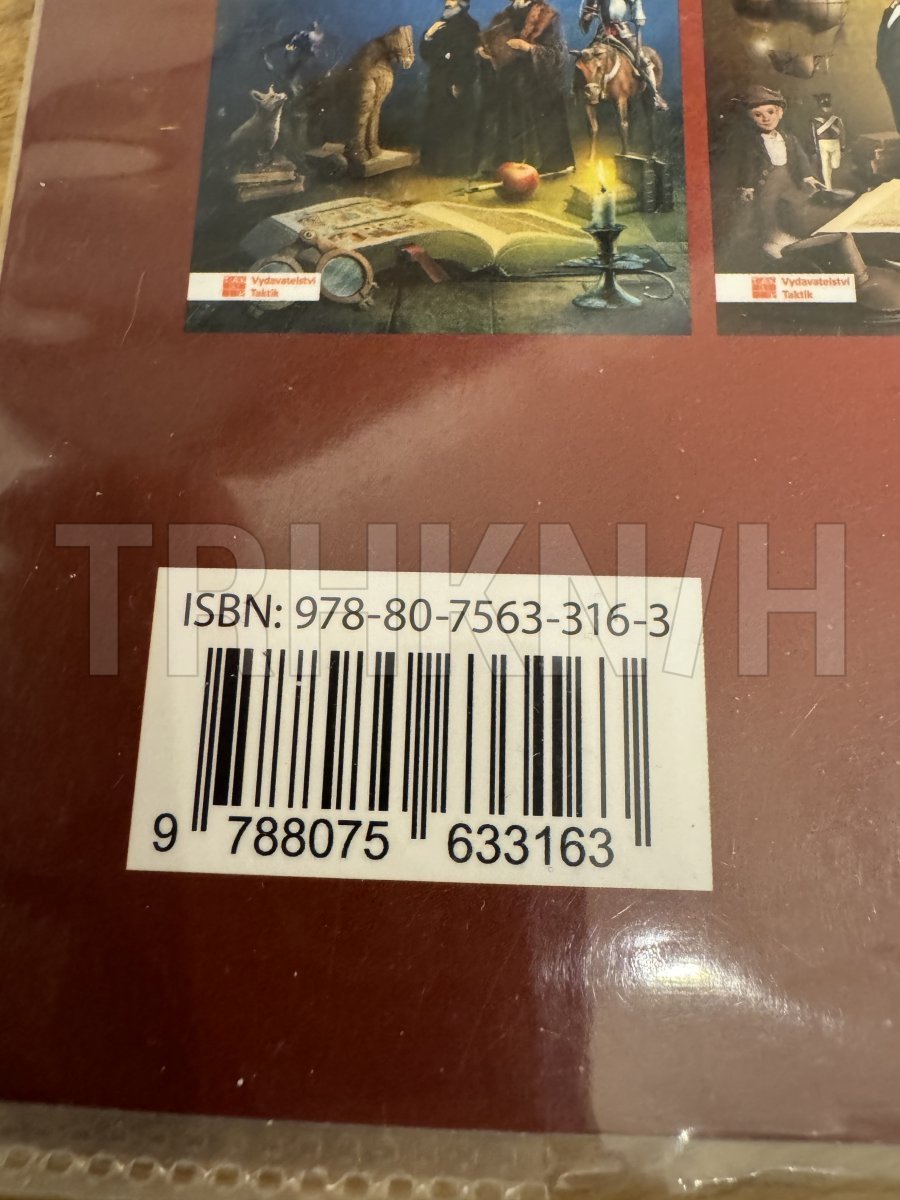 Vydavatelství
Taktik
Vydavatelství
Taktik
TRHKNIH
ISBN: 978-80-7563-316-3
9 788075 633163